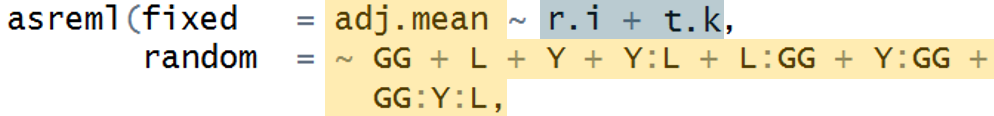 asreml(fixed = adj.mean ~ r.i + t.k,
random = ~ GG + L + Y + Y:L + L:GG + Y:GG +
GG:Y:L,